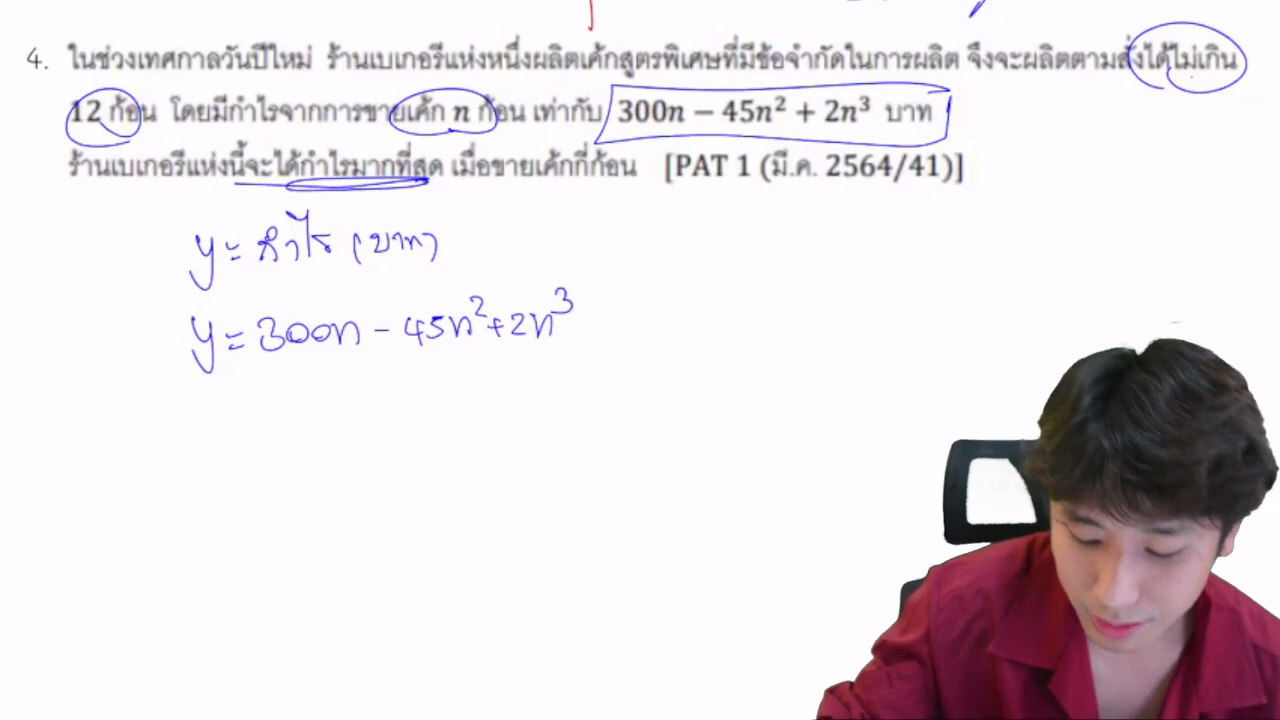 4. ในช่วงเทศกาลวันปีใหม่ ร้านเบเกอรีแห่งหนึ่งผลิตเค้กสูตรพิเศษที่มีข้อจำกัดในการผลิต จึงจะผลิตตามสั่งได้ไม่เกิน
12 ก้อน โดยมีกำไรจากการขายเค้ก n ก้อน เท่ากับ 300n − 45n² + 2n³ บาท
ร้านเบเกอรีแห่งนี้จะได้กำไรมากที่สุด เมื่อขายเค้กกี่ก้อน [PAT 1 (มี.ค. 2564/41)]
y = กำไร (บาท)
y = 300n - 45n² + 2n³